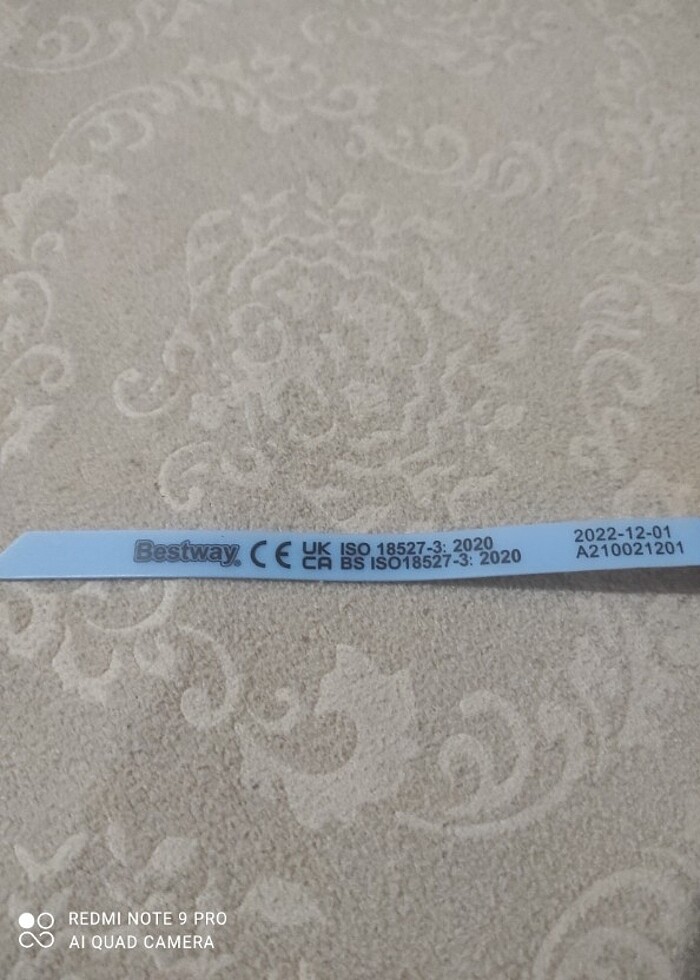 Bestway® CE UK ISO 18527-3: 2020
CA BS ISO18527-3: 2020
2022-12-01
A210021201
REDMI NOTE 9 PRO
AI QUAD CAMERA